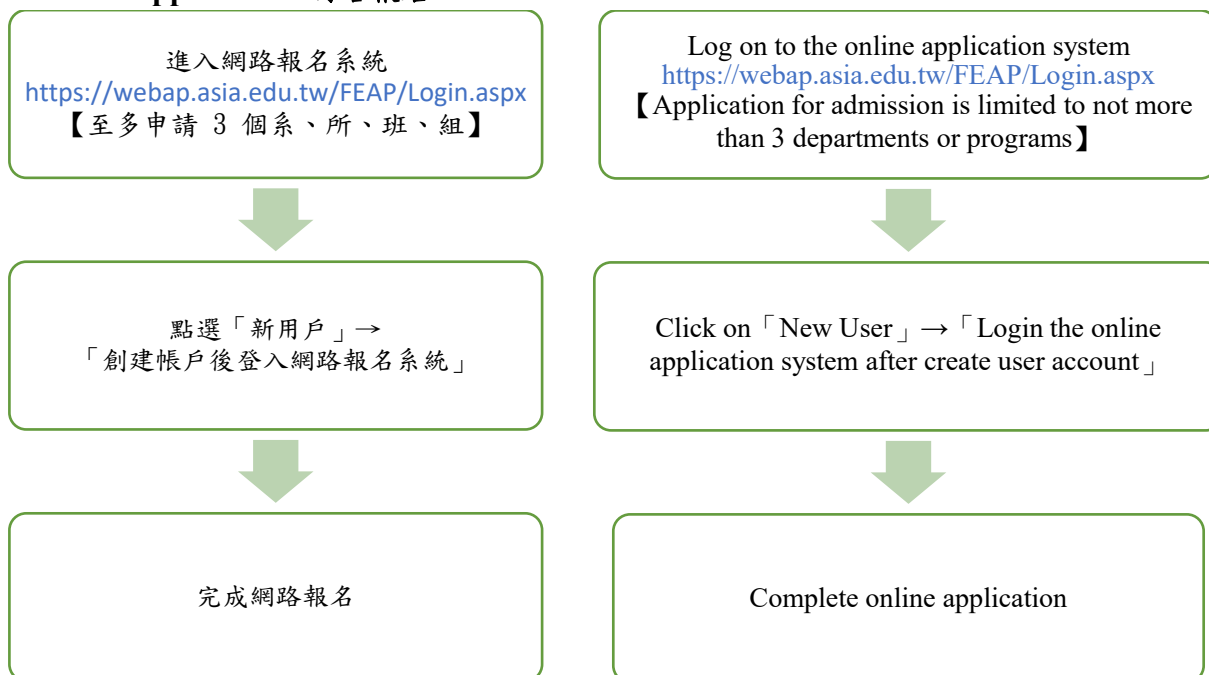 進入網路報名系統
https://webap.asia.edu.tw/FEAP/Login.aspx
【至多申請 3 個系、所、班、組】
點選「新用戶」→
「創建帳戶後登入網路報名系統」
完成網路報名
Log on to the online application system
https://webap.asia.edu.tw/FEAP/Login.aspx
【Application for admission is limited to not more
than 3 departments or programs】
Click on「New User」→「Login the online
application system after create user account」
Complete online application